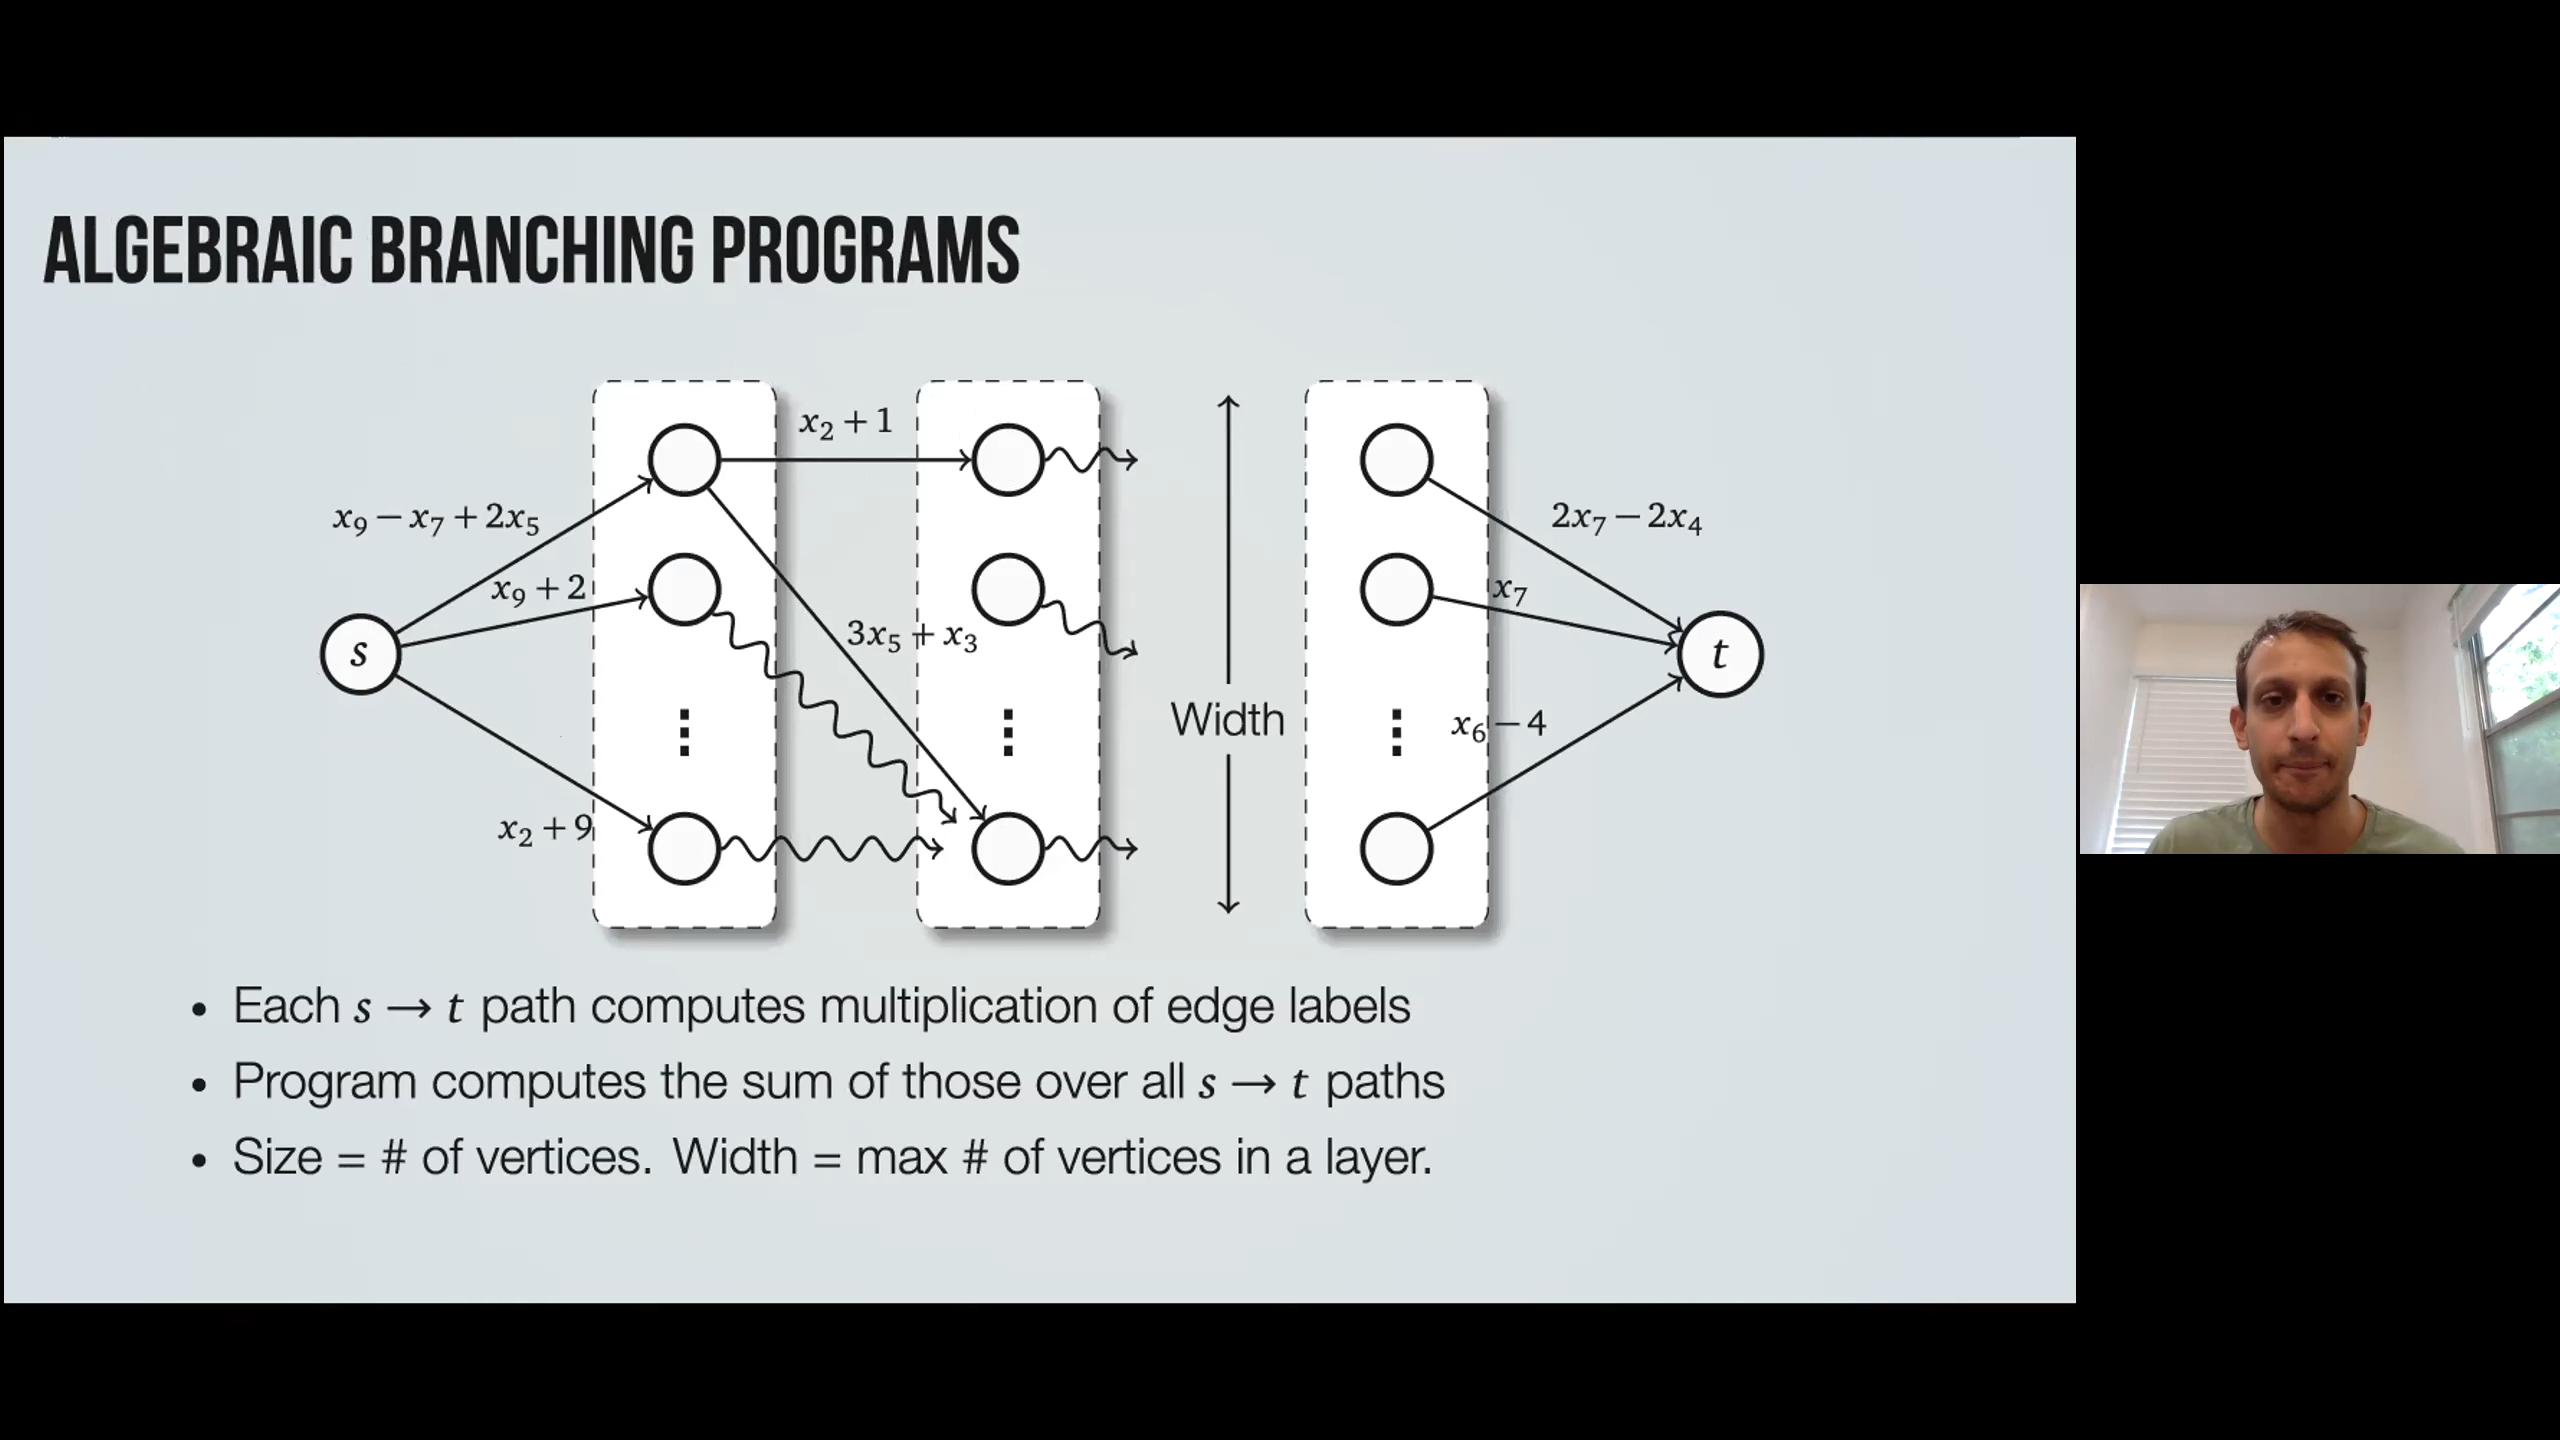 ALGEBRAIC BRANCHING PROGRAMS
x₂ + 1
x₉ − x₇ + 2x₅
2x₇ − 2x₄
x₉ + 2
x₇
3x₅ + x₃
s
t
Width
x₆ − 4
x₂ + 9
• Each s → t path computes multiplication of edge labels
• Program computes the sum of those over all s → t paths
• Size = # of vertices. Width = max # of vertices in a layer.